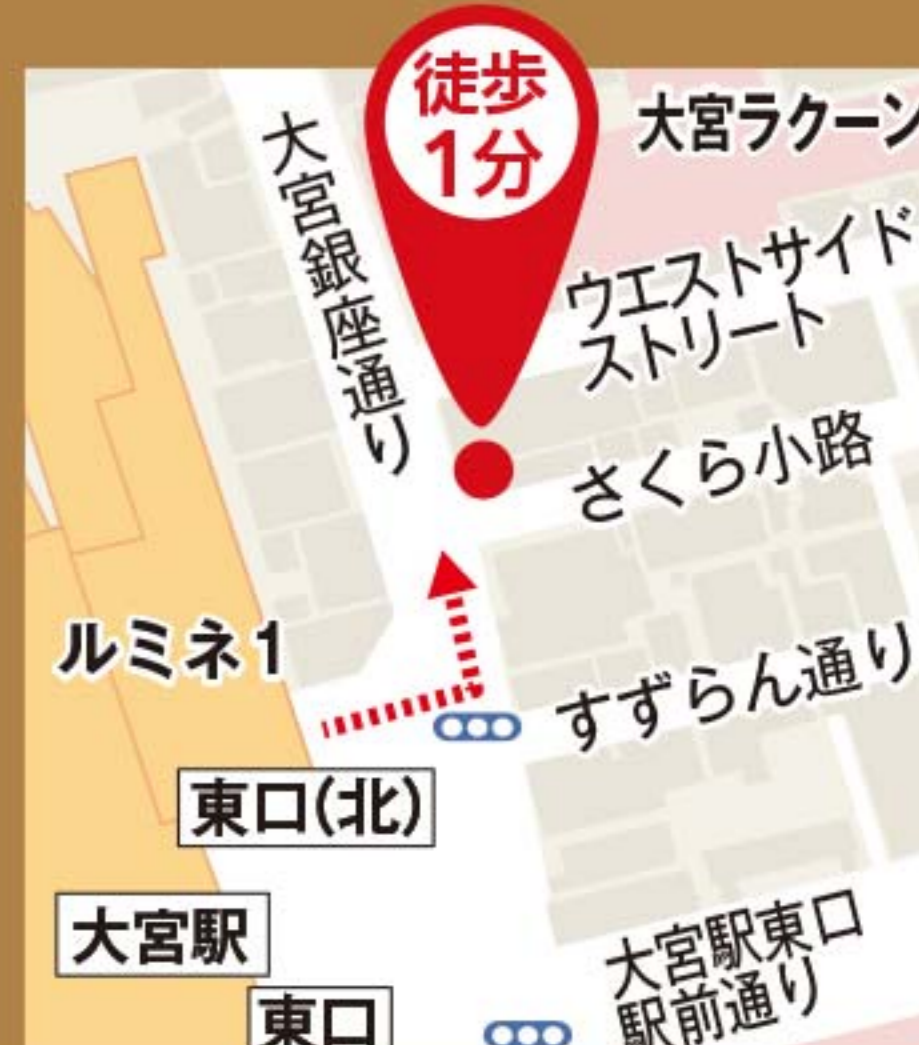 徒歩
1分
大宮ラクーン
大宮銀座通り
ウエストサイド
ストリート
さくら小路
ルミネ1
すずらん通り
東口(北)
大宮駅
大宮駅東口
駅前通り
東口